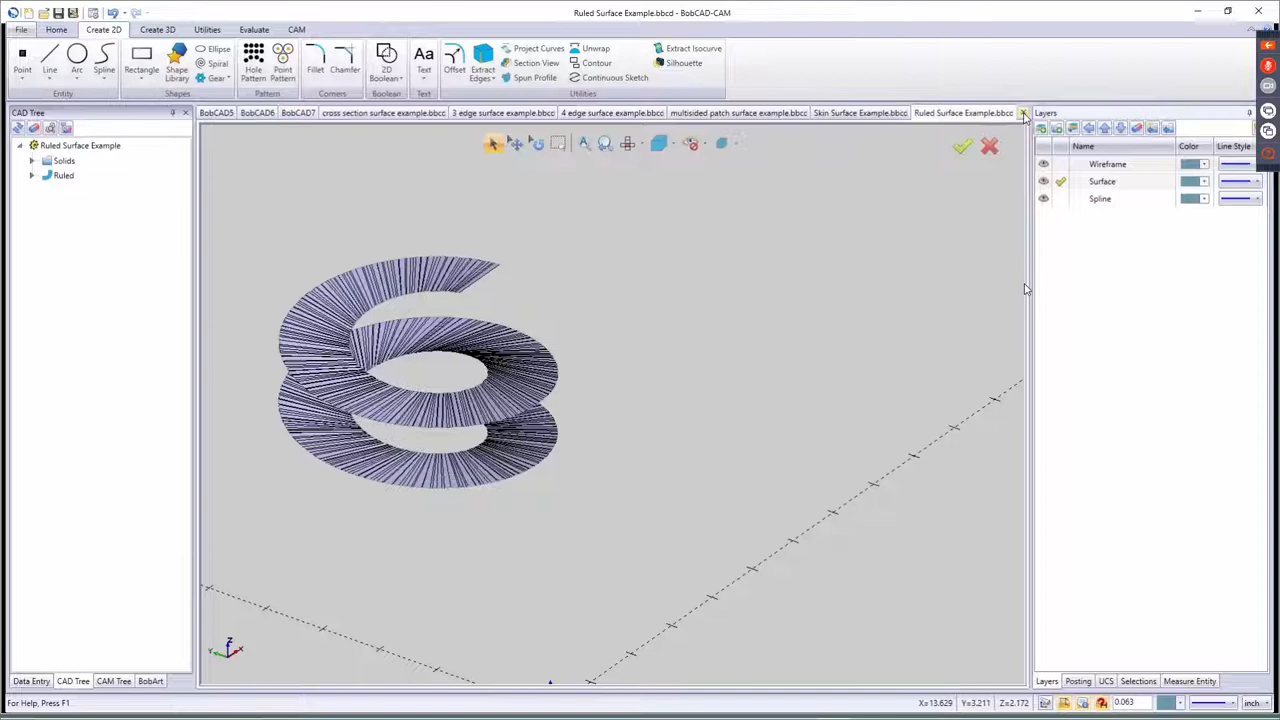 Ruled Surface Example.bbcd - BobCAD-CAM
File Home Create 2D Create 3D Utilities Evaluate CAM
Point Line Arc Spline Rectangle Shape Library Ellipse Spiral Gear Hole Pattern Point Pattern Fillet Chamfer 2D Boolean Text Offset Extract Edges Project Curves Section View Spun Profile Unwrap Contour Continuous Sketch Extract Isocurve Silhouette
Entity Shapes Pattern Corners Boolean Text Utilities
CAD Tree
BobCAD5 BobCAD6 BobCAD7 cross section surface example.bbcc 3 edge surface example.bbcc 4 edge surface example.bbcc multisided patch surface example.bbcc Skin Surface Example.bbcc Ruled Surface Example.bbcc
Layers
Ruled Surface Example
Solids
Ruled
Name Color Line Style
Wireframe
Surface
Spline
Z
Y
X
Data Entry CAD Tree CAM Tree BobArt
Layers Posting UCS Selections Measure Entity
For Help, Press F1
X=13.629 Y=3.211 Z=2.172 0.063 inch